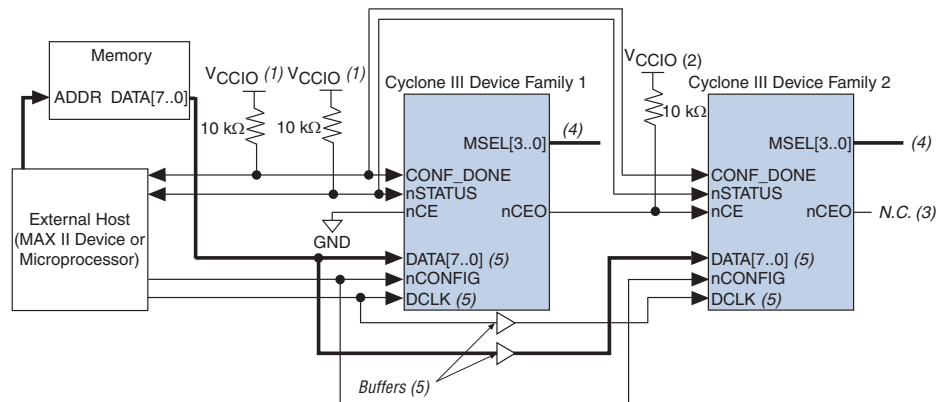 Memory
ADDR DATA[7..0]
VCCIO (1)
VCCIO (1)
10 kΩ
10 kΩ
VCCIO (2)
10 kΩ
Cyclone III Device Family 1
MSEL[3..0]
(4)
CONF_DONE
nSTATUS
nCE
nCEO
GND
DATA[7..0] (5)
nCONFIG
DCLK (5)
Cyclone III Device Family 2
MSEL[3..0]
(4)
CONF_DONE
nSTATUS
nCE
nCEO
N.C. (3)
DATA[7..0] (5)
nCONFIG
DCLK (5)
External Host
(MAX II Device or
Microprocessor)
Buffers (5)